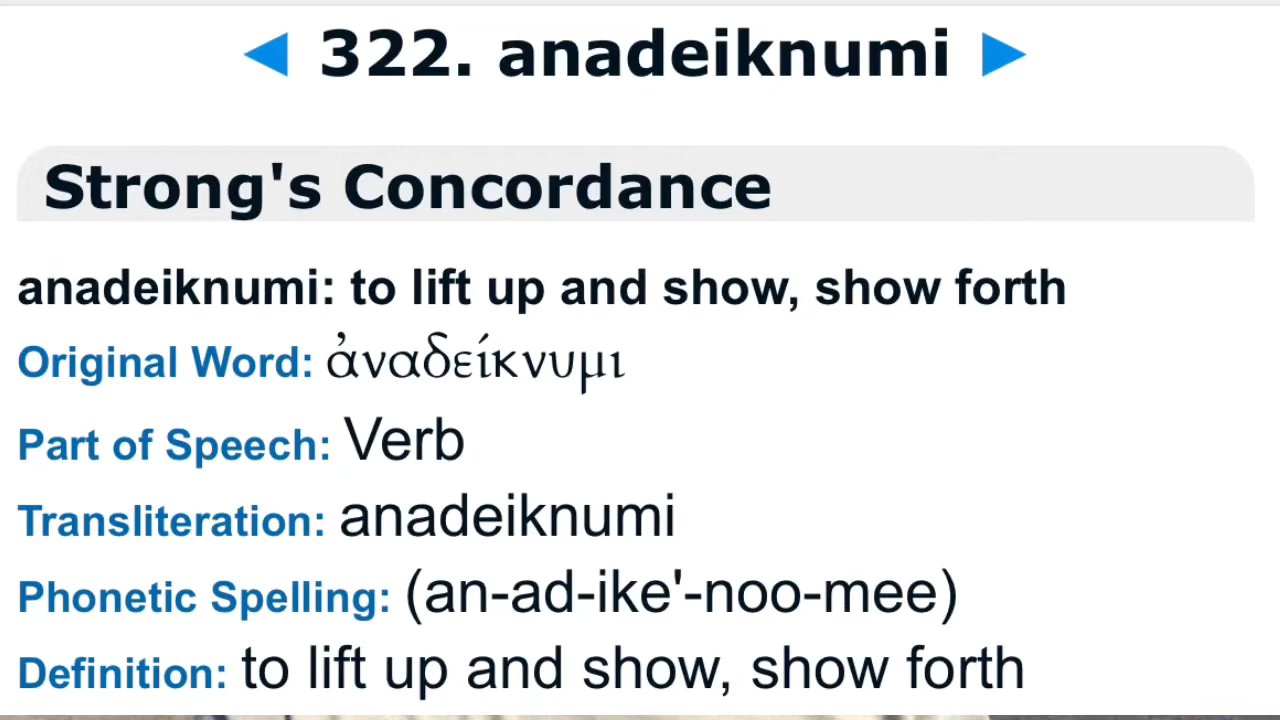 322. anadeiknumi
Strong's Concordance
anadeiknumi: to lift up and show, show forth
Original Word: ἀναδείκνυμι
Part of Speech: Verb
Transliteration: anadeiknumi
Phonetic Spelling: (an-ad-ike'-noo-mee)
Definition: to lift up and show, show forth